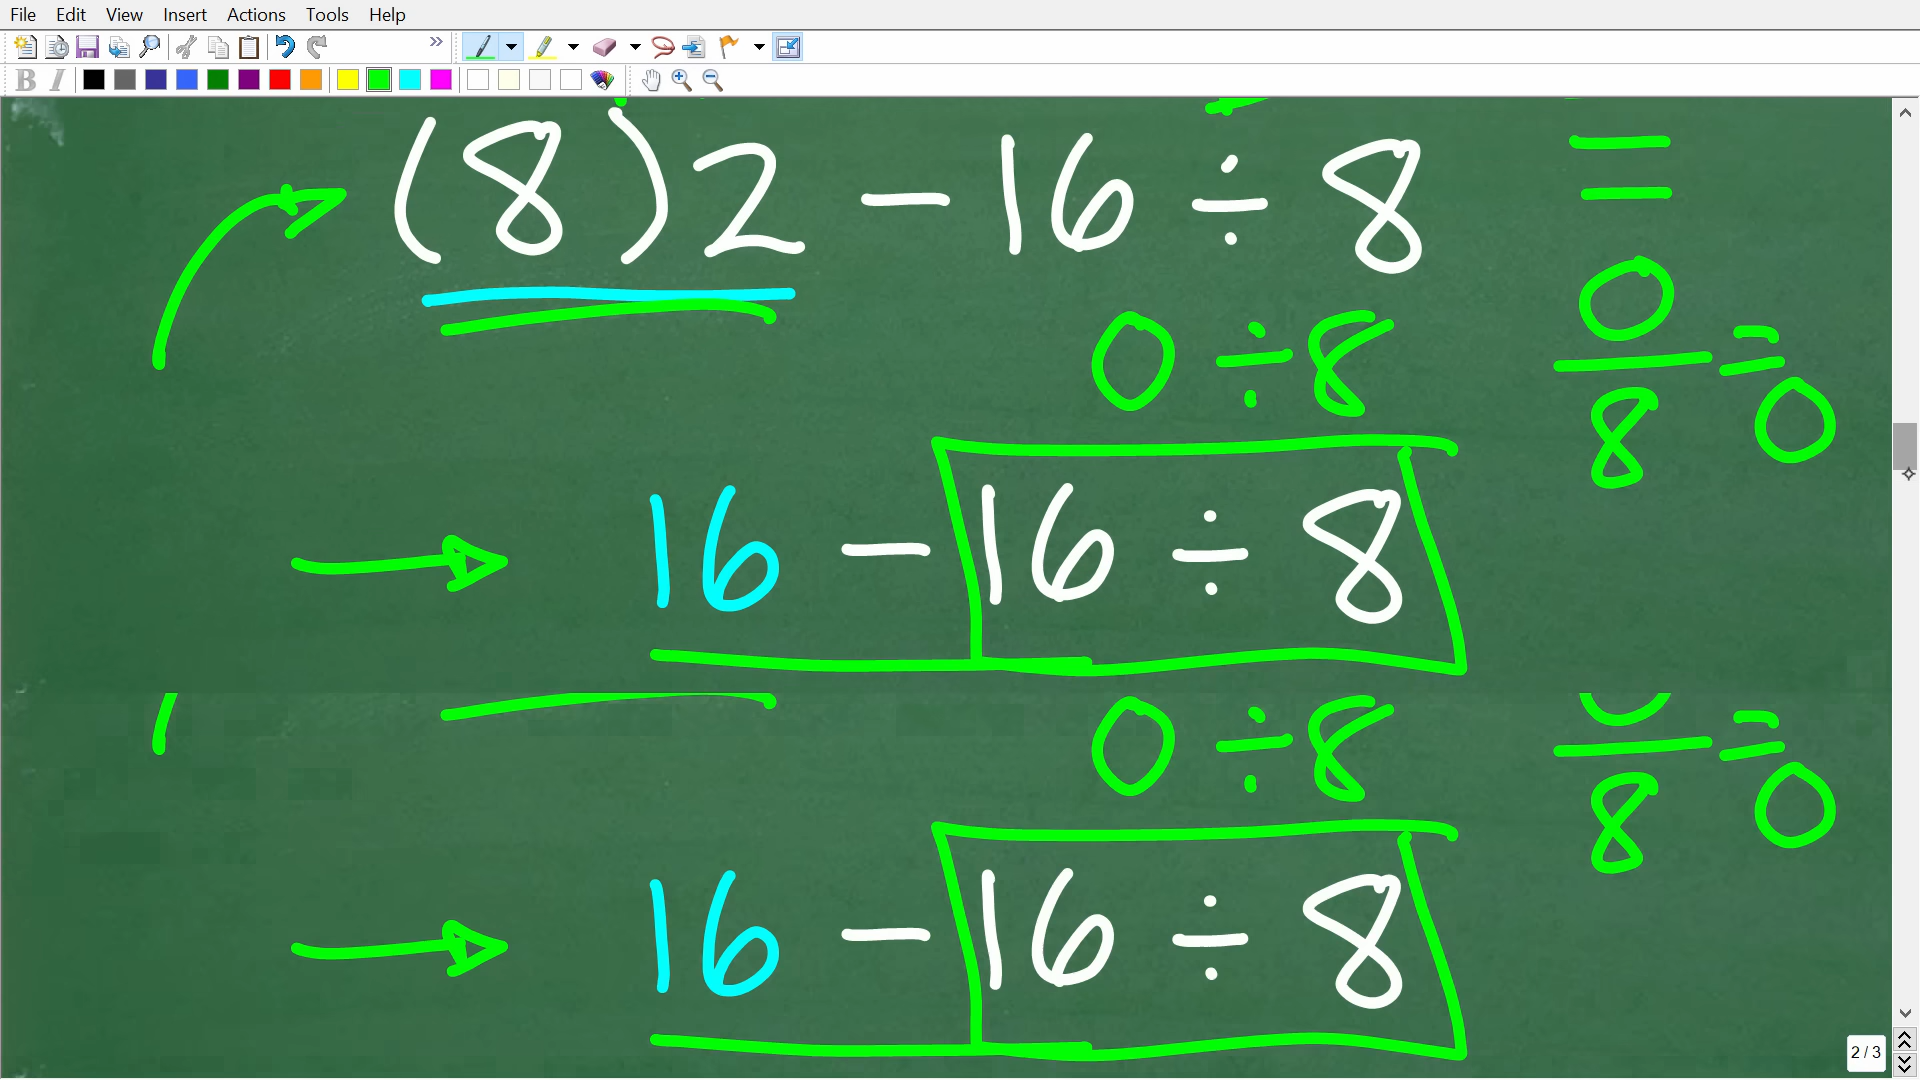 File Edit View Insert Actions Tools Help
B I
(8)2 − 16 ÷ 8
=
0 ÷ 8
0/8 = 0
16 − 16 ÷ 8
0 ÷ 8
8 = 0
16 − 16 ÷ 8
2 / 3